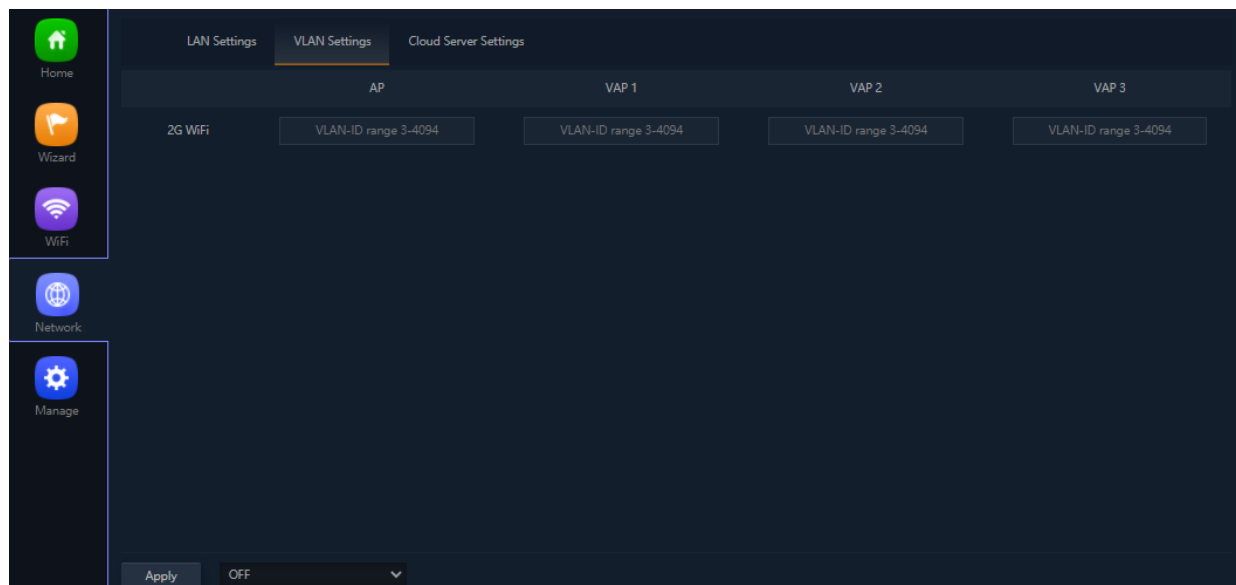 Home
Wizard
WiFi
Network
Manage
LAN Settings VLAN Settings Cloud Server Settings
AP VAP 1 VAP 2 VAP 3
2G WiFi VLAN-ID range 3-4094 VLAN-ID range 3-4094 VLAN-ID range 3-4094 VLAN-ID range 3-4094
Apply OFF